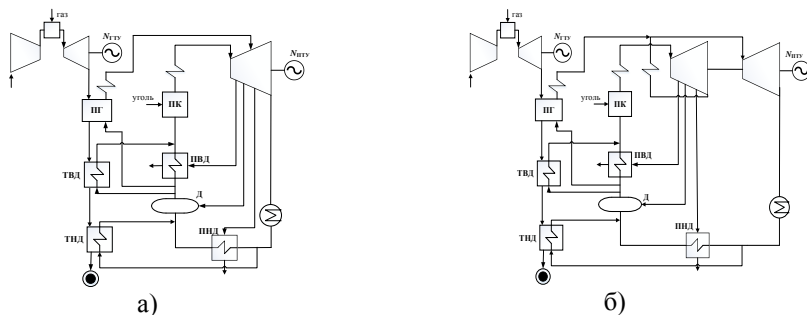 газ
NГТУ
NПТУ
уголь
ПК
ПГ
ПВД
ТВД
Д
ПНД
ТНД
а)
газ
NГТУ
NПТУ
уголь
ПК
ПГ
ПВД
ТВД
Д
ПНД
ТНД
б)